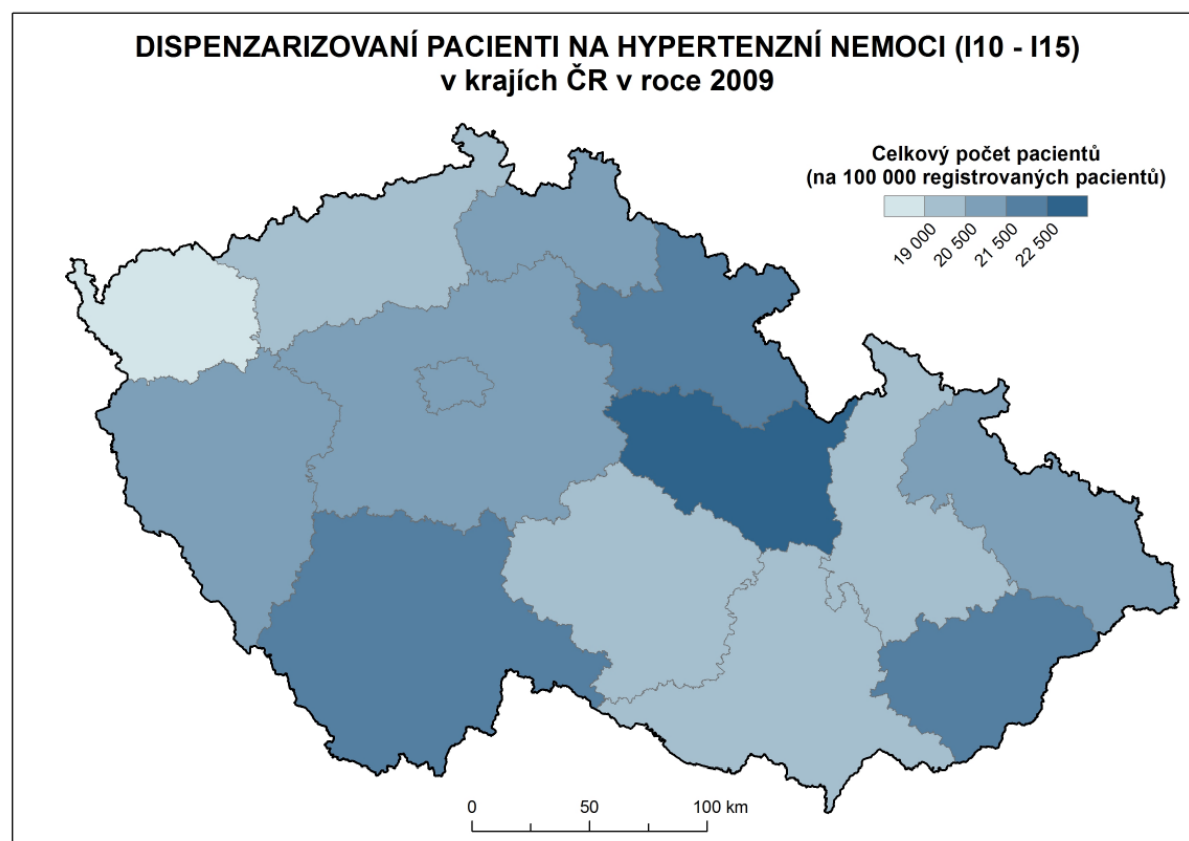 DISPENZARIZOVANÍ PACIENTI NA HYPERTENZNÍ NEMOCI (I10 - I15)
v krajích ČR v roce 2009
Celkový počet pacientů
(na 100 000 registrovaných pacientů)
19 000
20 500
21 500
22 500
0 50 100 km